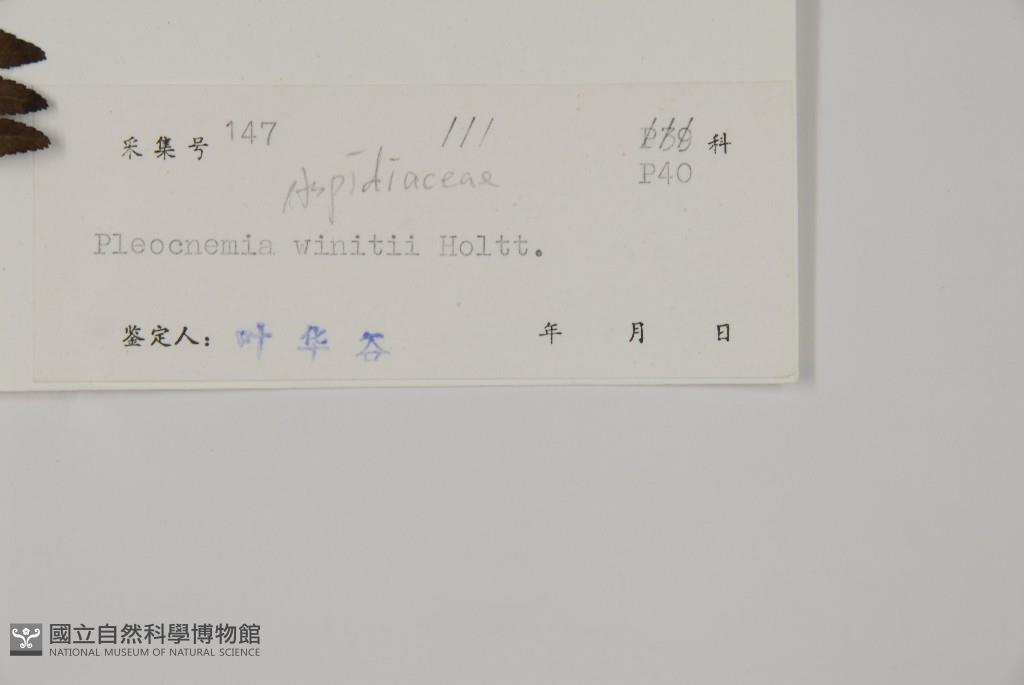 采集号 147 /// P39 科
P40
Aspidiaceae
Pleocnemia winitii Holtt.
鉴定人: 叶华谷 年 月 日
國立自然科學博物館
NATIONAL MUSEUM OF NATURAL SCIENCE